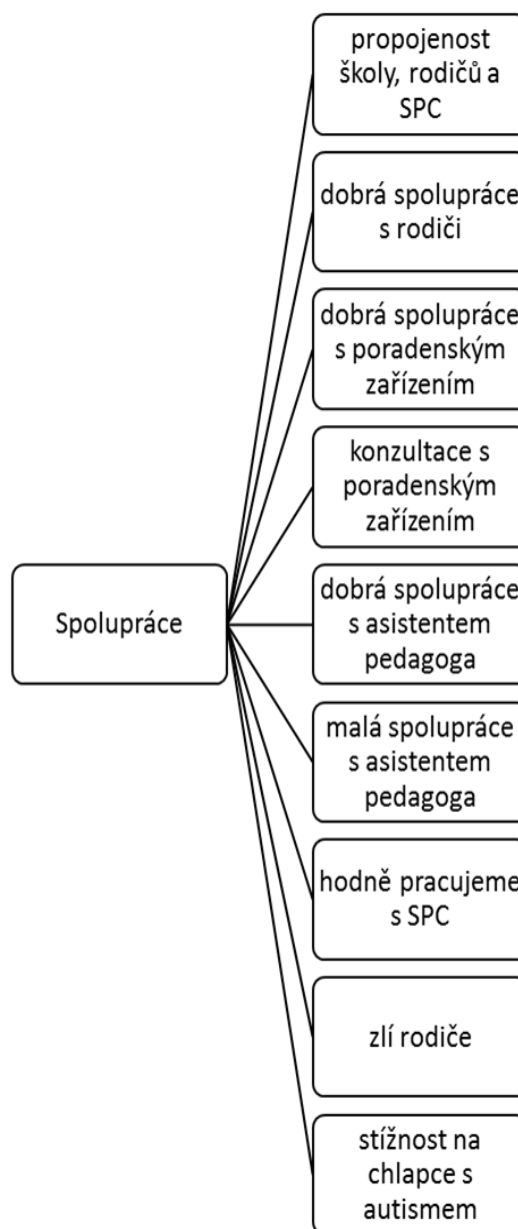 propojenost
školy, rodičů a
SPC
dobrá spolupráce
s rodiči
dobrá spolupráce
s poradenským
zařízením
konzultace s
poradenským
zařízením
Spolupráce
dobrá spolupráce
s asistentem
pedagoga
malá spolupráce
s asistentem
pedagoga
hodně pracujeme
s SPC
zlí rodiče
stížnost na
chlapce s
autismem